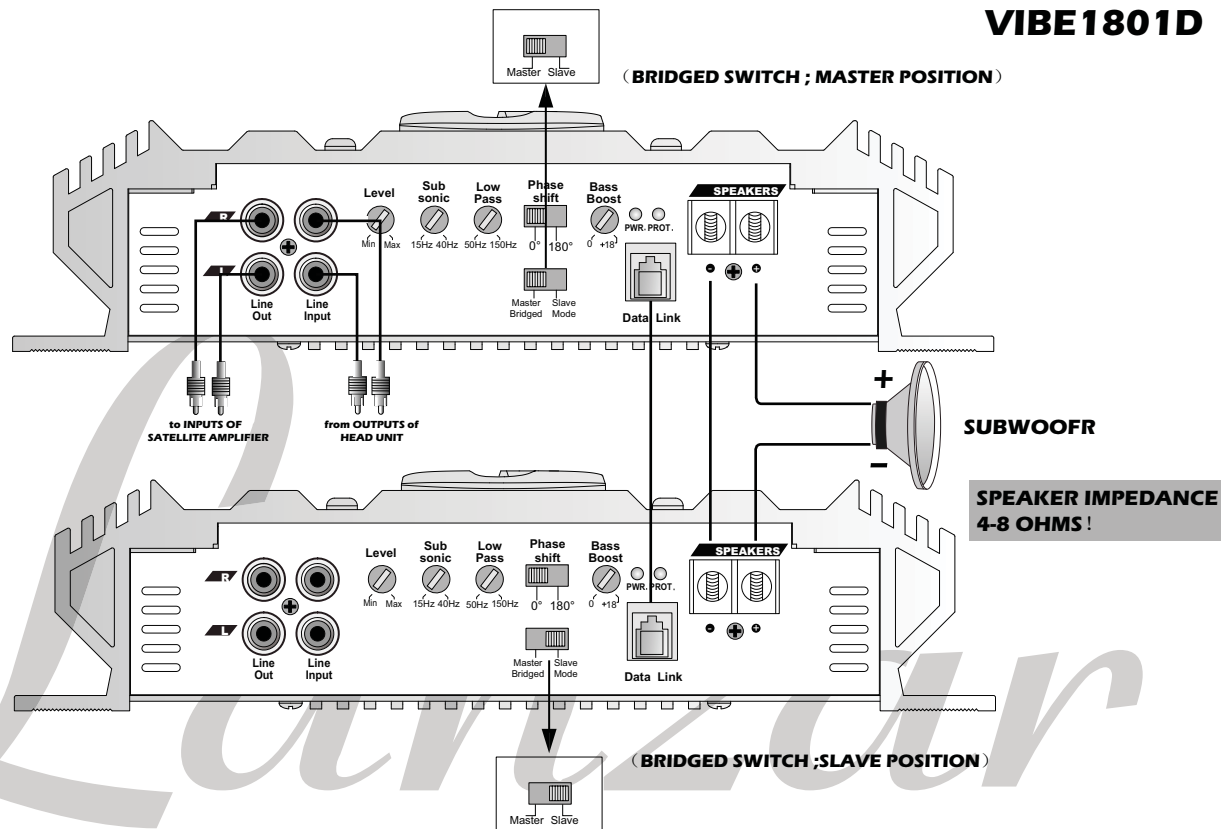 VIBE1801D
Master Slave
（BRIDGED SWITCH ; MASTER POSITION）
Level
Sub sonic
Low Pass
Phase shift
Bass Boost
SPEAKERS
R
Min Max
15Hz 40Hz
50Hz 150Hz
0° 180°
0 +18
PWR. PROT.
- +
L
Line Out
Line Input
Master Bridged
Slave Mode
Data Link
to INPUTS OF
SATELLITE AMPLIFIER
from OUTPUTS of
HEAD UNIT
+
SUBWOOFR
-
SPEAKER IMPEDANCE
4-8 OHMS !
Level
Sub sonic
Low Pass
Phase shift
Bass Boost
SPEAKERS
R
Min Max
15Hz 40Hz
50Hz 150Hz
0° 180°
0 +18
PWR. PROT.
- +
L
Line Out
Line Input
Master Bridged
Slave Mode
Data Link
Lanzar
（BRIDGED SWITCH ;SLAVE POSITION）
Master Slave